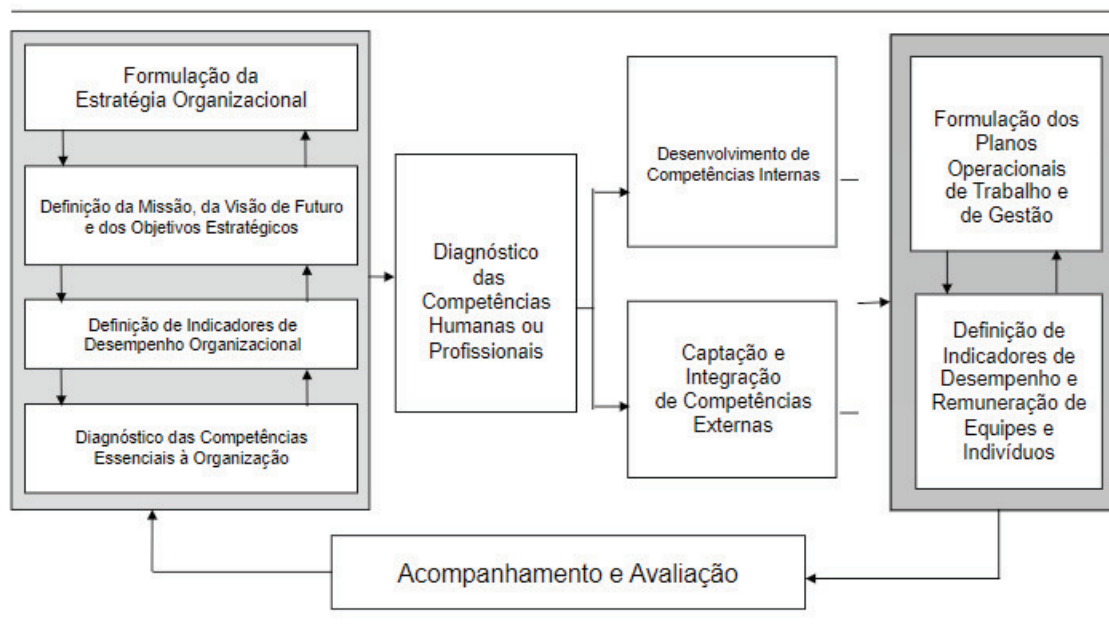 Formulação da
Estratégia Organizacional
Definição da Missão, da Visão de Futuro
e dos Objetivos Estratégicos
Definição de Indicadores de
Desempenho Organizacional
Diagnóstico das Competências
Essenciais à Organização
Diagnóstico
das
Competências
Humanas ou
Profissionais
Desenvolvimento de
Competências Internas
Captação e
Integração
de Competências
Externas
Formulação dos
Planos
Operacionais
de Trabalho e
de Gestão
Definição de
Indicadores de
Desempenho e
Remuneração de
Equipes e
Indivíduos
Acompanhamento e Avaliação